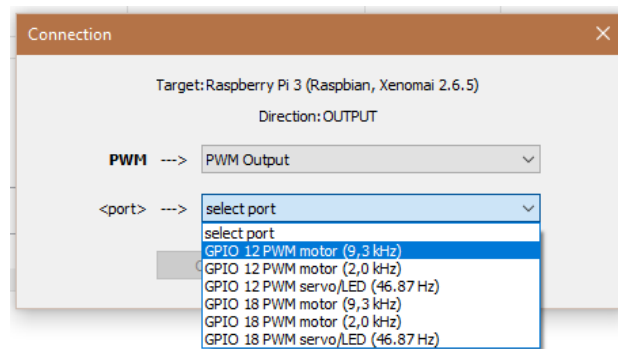 Connection
Target: Raspberry Pi 3 (Raspbian, Xenomai 2.6.5)
Direction: OUTPUT
PWM ---> PWM Output
<port> ---> select port
select port
GPIO 12 PWM motor (9,3 kHz)
GPIO 12 PWM motor (2,0 kHz)
GPIO 12 PWM servo/LED (46.87 Hz)
GPIO 18 PWM motor (9,3 kHz)
GPIO 18 PWM motor (2,0 kHz)
GPIO 18 PWM servo/LED (46.87 Hz)